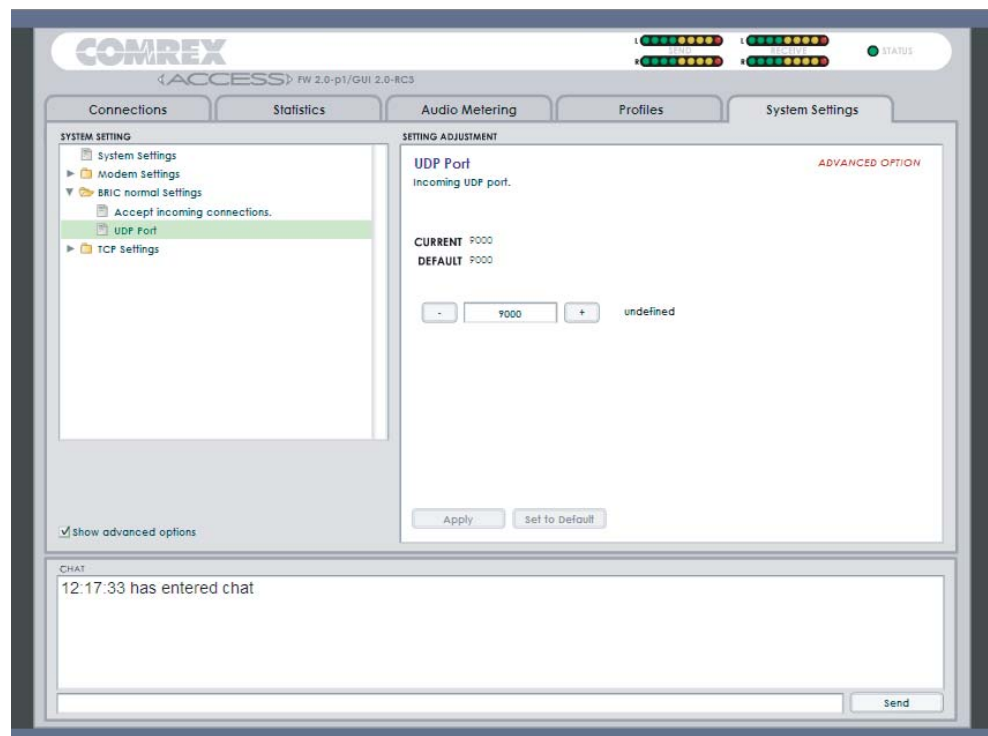 COMREX
ACCESS FW 2.0-p1/GUI 2.0-RC3
L SEND R
L RECEIVE R
STATUS
Connections Statistics Audio Metering Profiles System Settings
SYSTEM SETTING
System Settings
Modem Settings
BRIC normal Settings
Accept incoming connections.
UDP Port
TCP Settings
Show advanced options
SETTING ADJUSTMENT
UDP Port ADVANCED OPTION
Incoming UDP port.
CURRENT 9000
DEFAULT 9000
- 9000 + undefined
Apply Set to Default
CHAT
12:17:33 has entered chat
Send